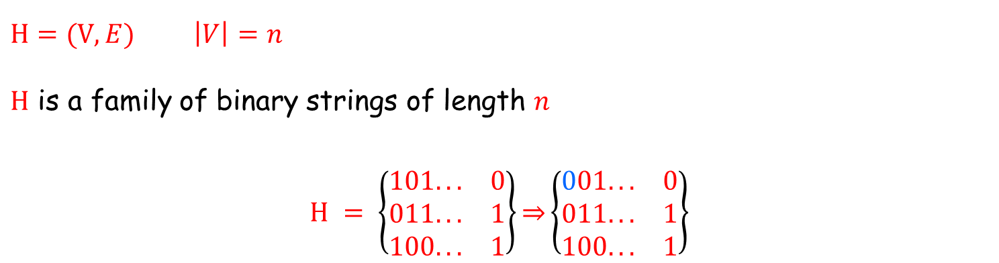 H = (V, E) |V| = n
H is a family of binary strings of length n
101… 0 001… 0
H = { 011… 1 } ⇒ { 011… 1 }
100… 1 100… 1